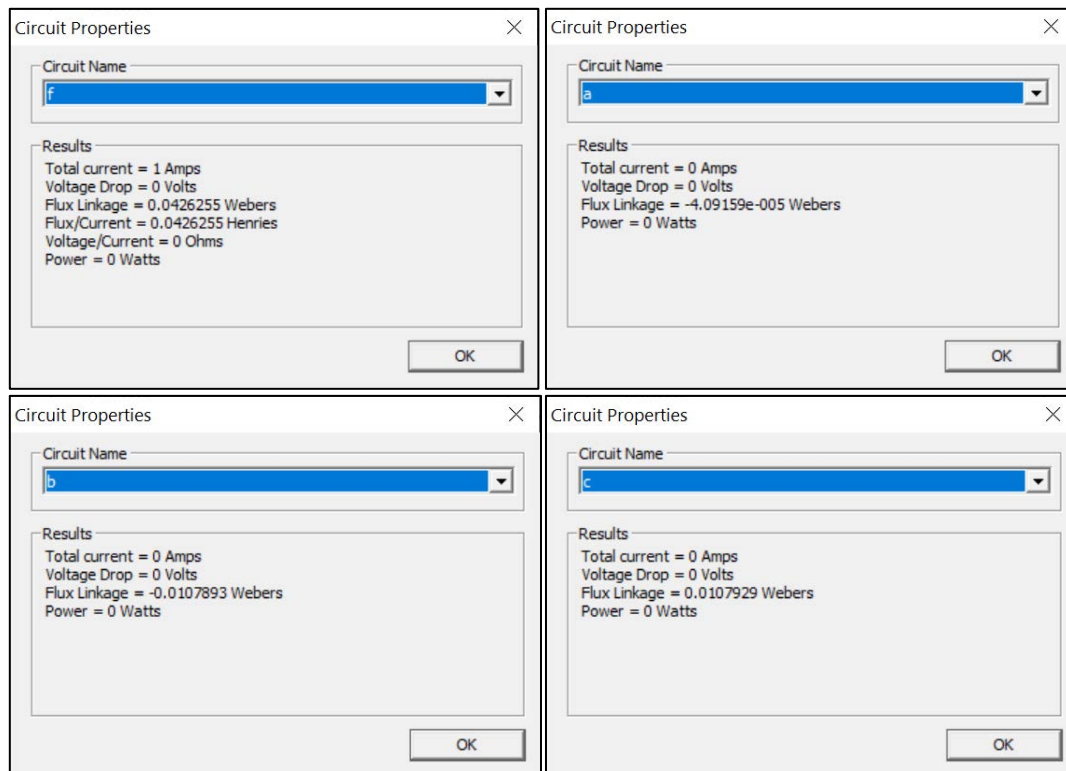 Circuit Properties
Circuit Name
f
Results
Total current = 1 Amps
Voltage Drop = 0 Volts
Flux Linkage = 0.0426255 Webers
Flux/Current = 0.0426255 Henries
Voltage/Current = 0 Ohms
Power = 0 Watts
OK
Circuit Properties
Circuit Name
a
Results
Total current = 0 Amps
Voltage Drop = 0 Volts
Flux Linkage = -4.09159e-005 Webers
Power = 0 Watts
OK
Circuit Properties
Circuit Name
b
Results
Total current = 0 Amps
Voltage Drop = 0 Volts
Flux Linkage = -0.0107893 Webers
Power = 0 Watts
OK
Circuit Properties
Circuit Name
c
Results
Total current = 0 Amps
Voltage Drop = 0 Volts
Flux Linkage = 0.0107929 Webers
Power = 0 Watts
OK